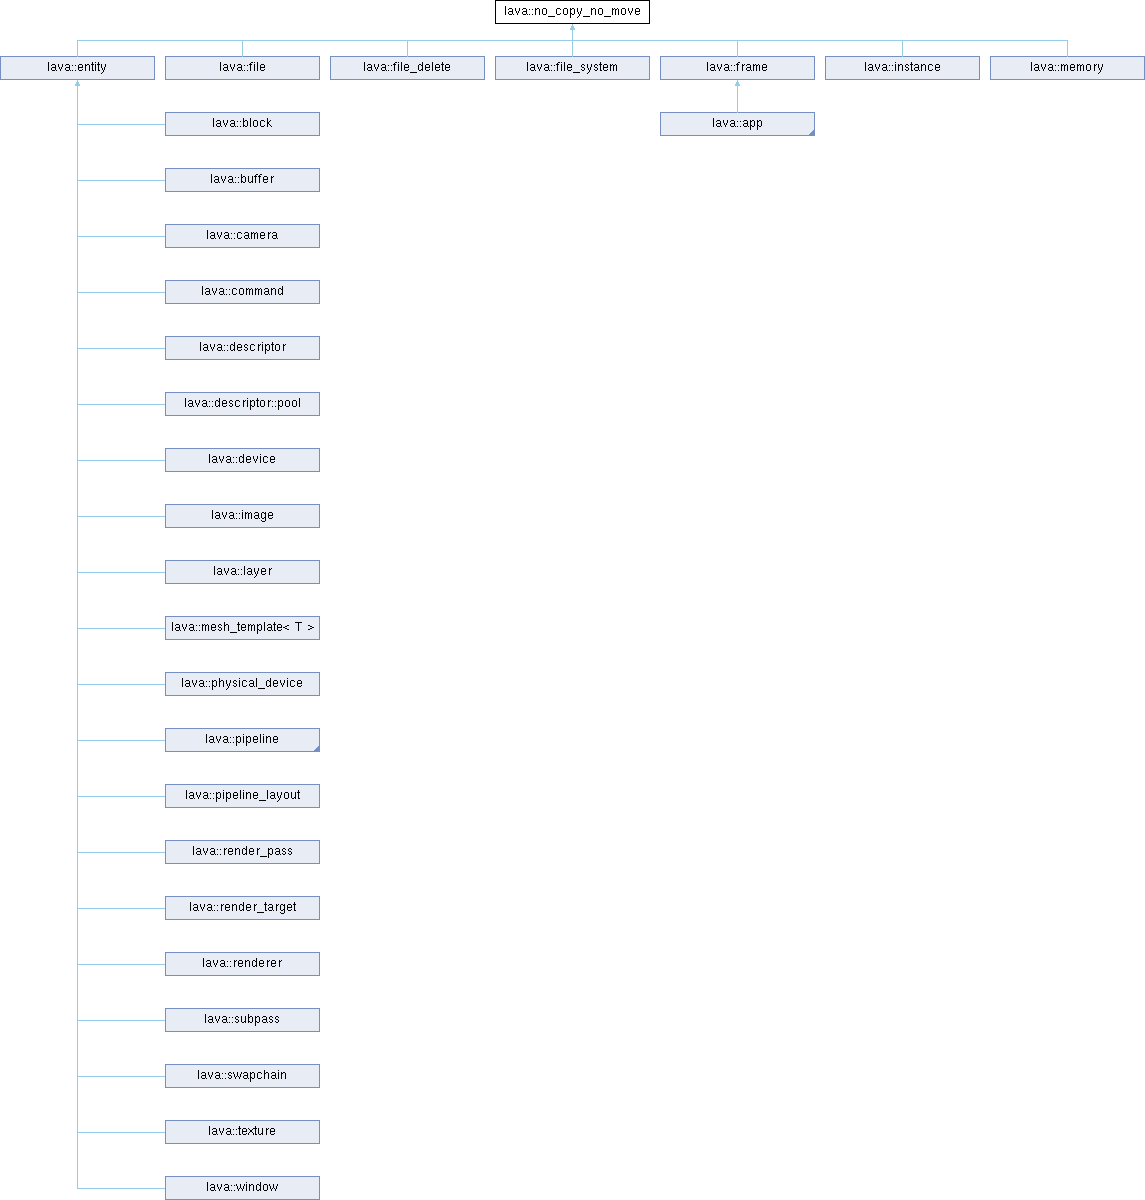 lava::no_copy_no_move
lava::entity
lava::file
lava::file_delete
lava::file_system
lava::frame
lava::instance
lava::memory
lava::block
lava::app
lava::buffer
lava::camera
lava::command
lava::descriptor
lava::descriptor::pool
lava::device
lava::image
lava::layer
lava::mesh_template< T >
lava::physical_device
lava::pipeline
lava::pipeline_layout
lava::render_pass
lava::render_target
lava::renderer
lava::subpass
lava::swapchain
lava::texture
lava::window